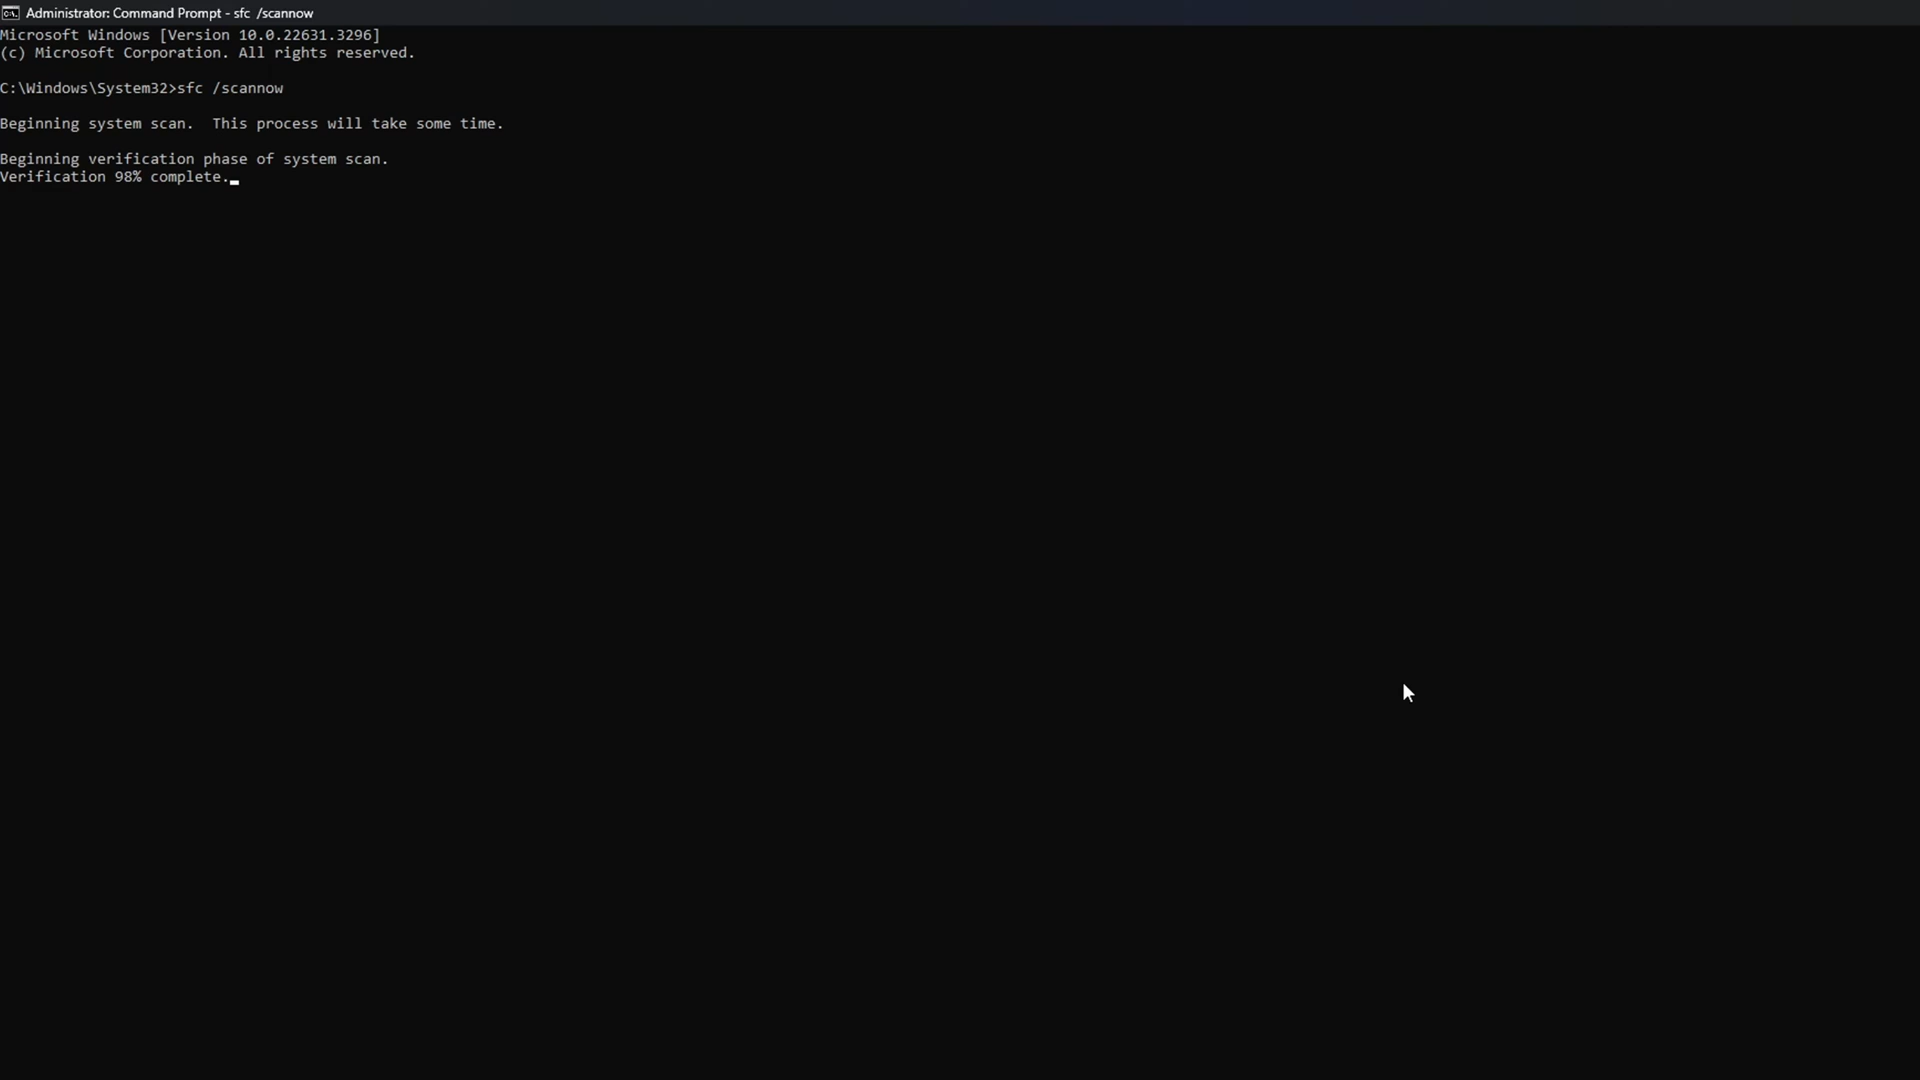 Administrator: Command Prompt - sfc  /scannow
Microsoft Windows [Version 10.0.22631.3296]
(c) Microsoft Corporation. All rights reserved.
C:\Windows\System32>sfc /scannow
Beginning system scan.  This process will take some time.
Beginning verification phase of system scan.
Verification 98% complete.